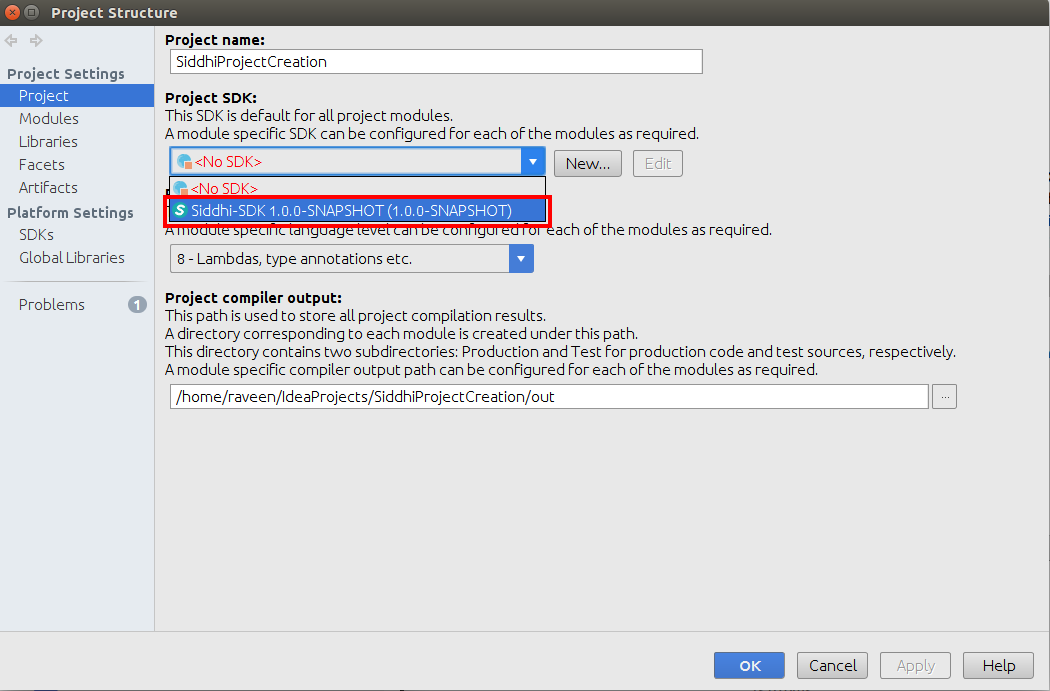 Project Structure
Project Settings
Project
Modules
Libraries
Facets
Artifacts
Platform Settings
SDKs
Global Libraries
Problems 1
Project name:
SiddhiProjectCreation
Project SDK:
This SDK is default for all project modules.
A module specific SDK can be configured for each of the modules as required.
<No SDK> New... Edit
<No SDK>
Siddhi-SDK 1.0.0-SNAPSHOT (1.0.0-SNAPSHOT)
A module specific language level can be configured for each of the modules as required.
8 - Lambdas, type annotations etc.
Project compiler output:
This path is used to store all project compilation results.
A directory corresponding to each module is created under this path.
This directory contains two subdirectories: Production and Test for production code and test sources, respectively.
A module specific compiler output path can be configured for each of the modules as required.
/home/raveen/IdeaProjects/SiddhiProjectCreation/out ...
OK Cancel Apply Help